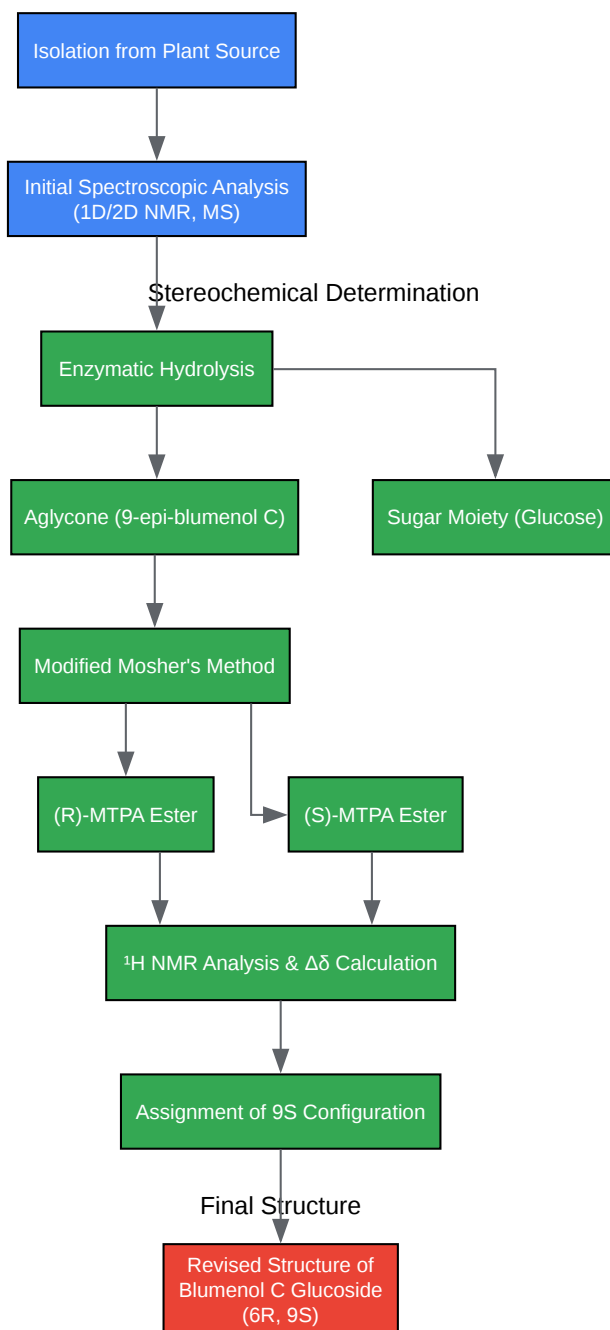 Isolation from Plant Source
Initial Spectroscopic Analysis
(1D/2D NMR, MS)
Stereochemical Determination
Enzymatic Hydrolysis
Aglycone (9-epi-blumenol C)
Sugar Moiety (Glucose)
Modified Mosher's Method
(R)-MTPA Ester
(S)-MTPA Ester
¹H NMR Analysis & Δδ Calculation
Assignment of 9S Configuration
Final Structure
Revised Structure of
Blumenol C Glucoside
(6R, 9S)